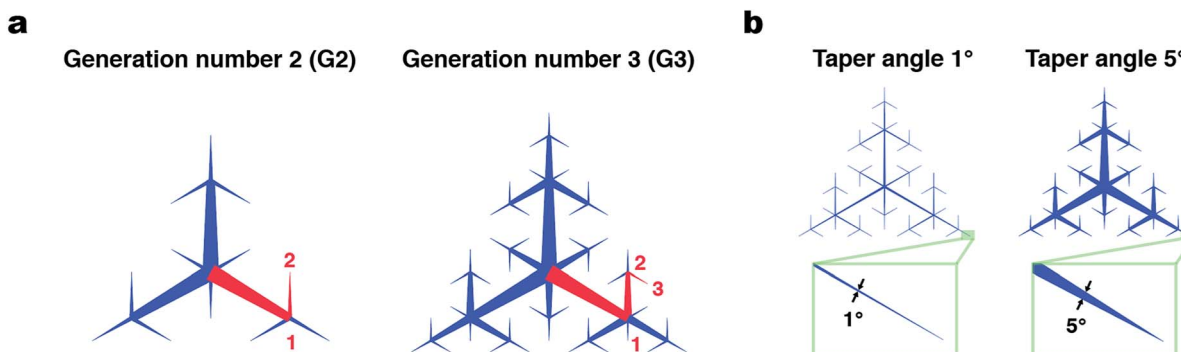 a
b
Generation number 2 (G2)
Generation number 3 (G3)
Taper angle 1°
Taper angle 5°
2
1
2
3
1
1°
5°